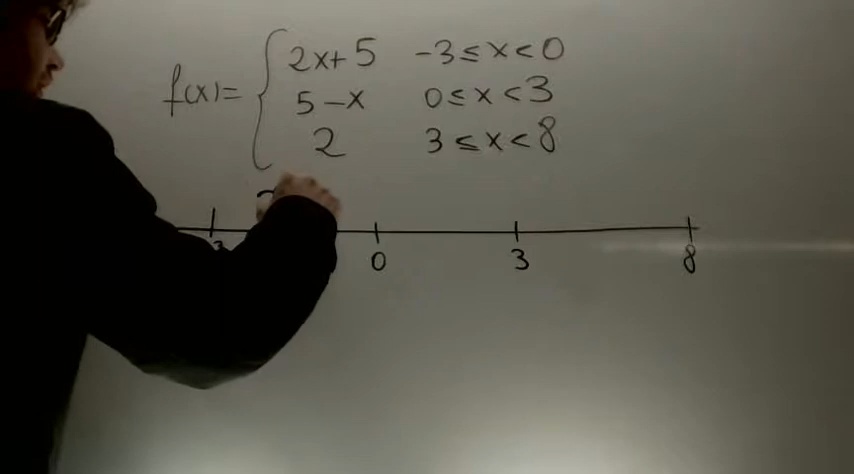 f(x)= { 2x+5 -3≤x<0
5-x 0≤x<3
2 3≤x<8
0 3 8